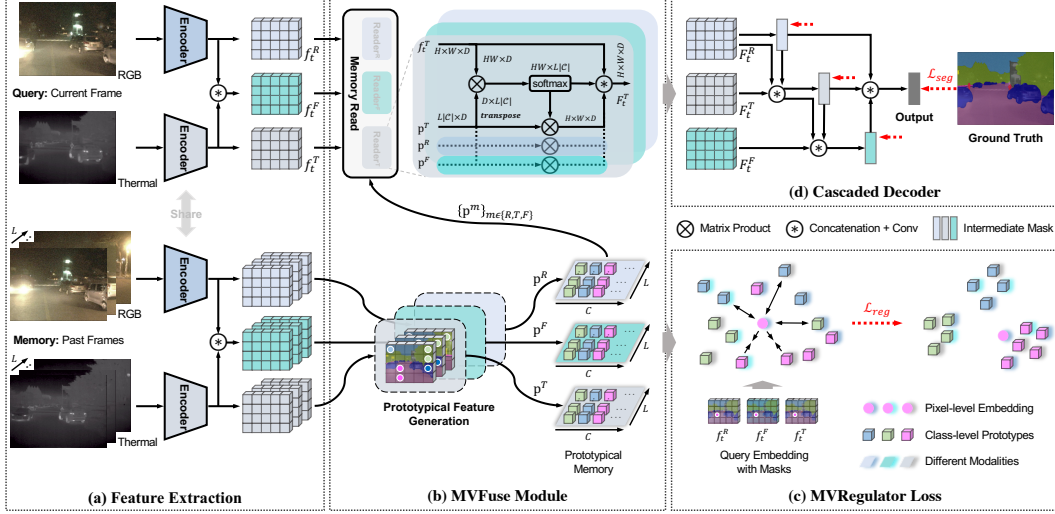 Encoder
RGB
f_t^R
Query: Current Frame
f_t^F
Encoder
Thermal
f_t^T
Share
L
Encoder
RGB
Memory: Past Frames
L
Encoder
Thermal
(a) Feature Extraction
Memory Read
Reader
Reader
Reader
f_t^T
H×W×D
HW×D
HW×L|C|
softmax
H×W×D
F_t^T
D×L|C|
transpose
L|C|×D
H×W×D
p^T
p^R
p^F
{p^m}_{m∈{R,T,F}}
p^R
p^F
p^T
L
C
L
C
L
C
Prototypical Feature
Generation
Prototypical
Memory
(b) MVFuse Module
F_t^R
F_t^T
F_t^F
Output
ℒ_seg
Ground Truth
(d) Cascaded Decoder
Matrix
Product
Concatenation + Conv
Intermediate Mask
ℒ_reg
f_t^R f_t^F f_t^T
Query Embedding
with Masks
Pixel-level Embedding
Class-level Prototypes
Different Modalities
(c) MVRegulator Loss